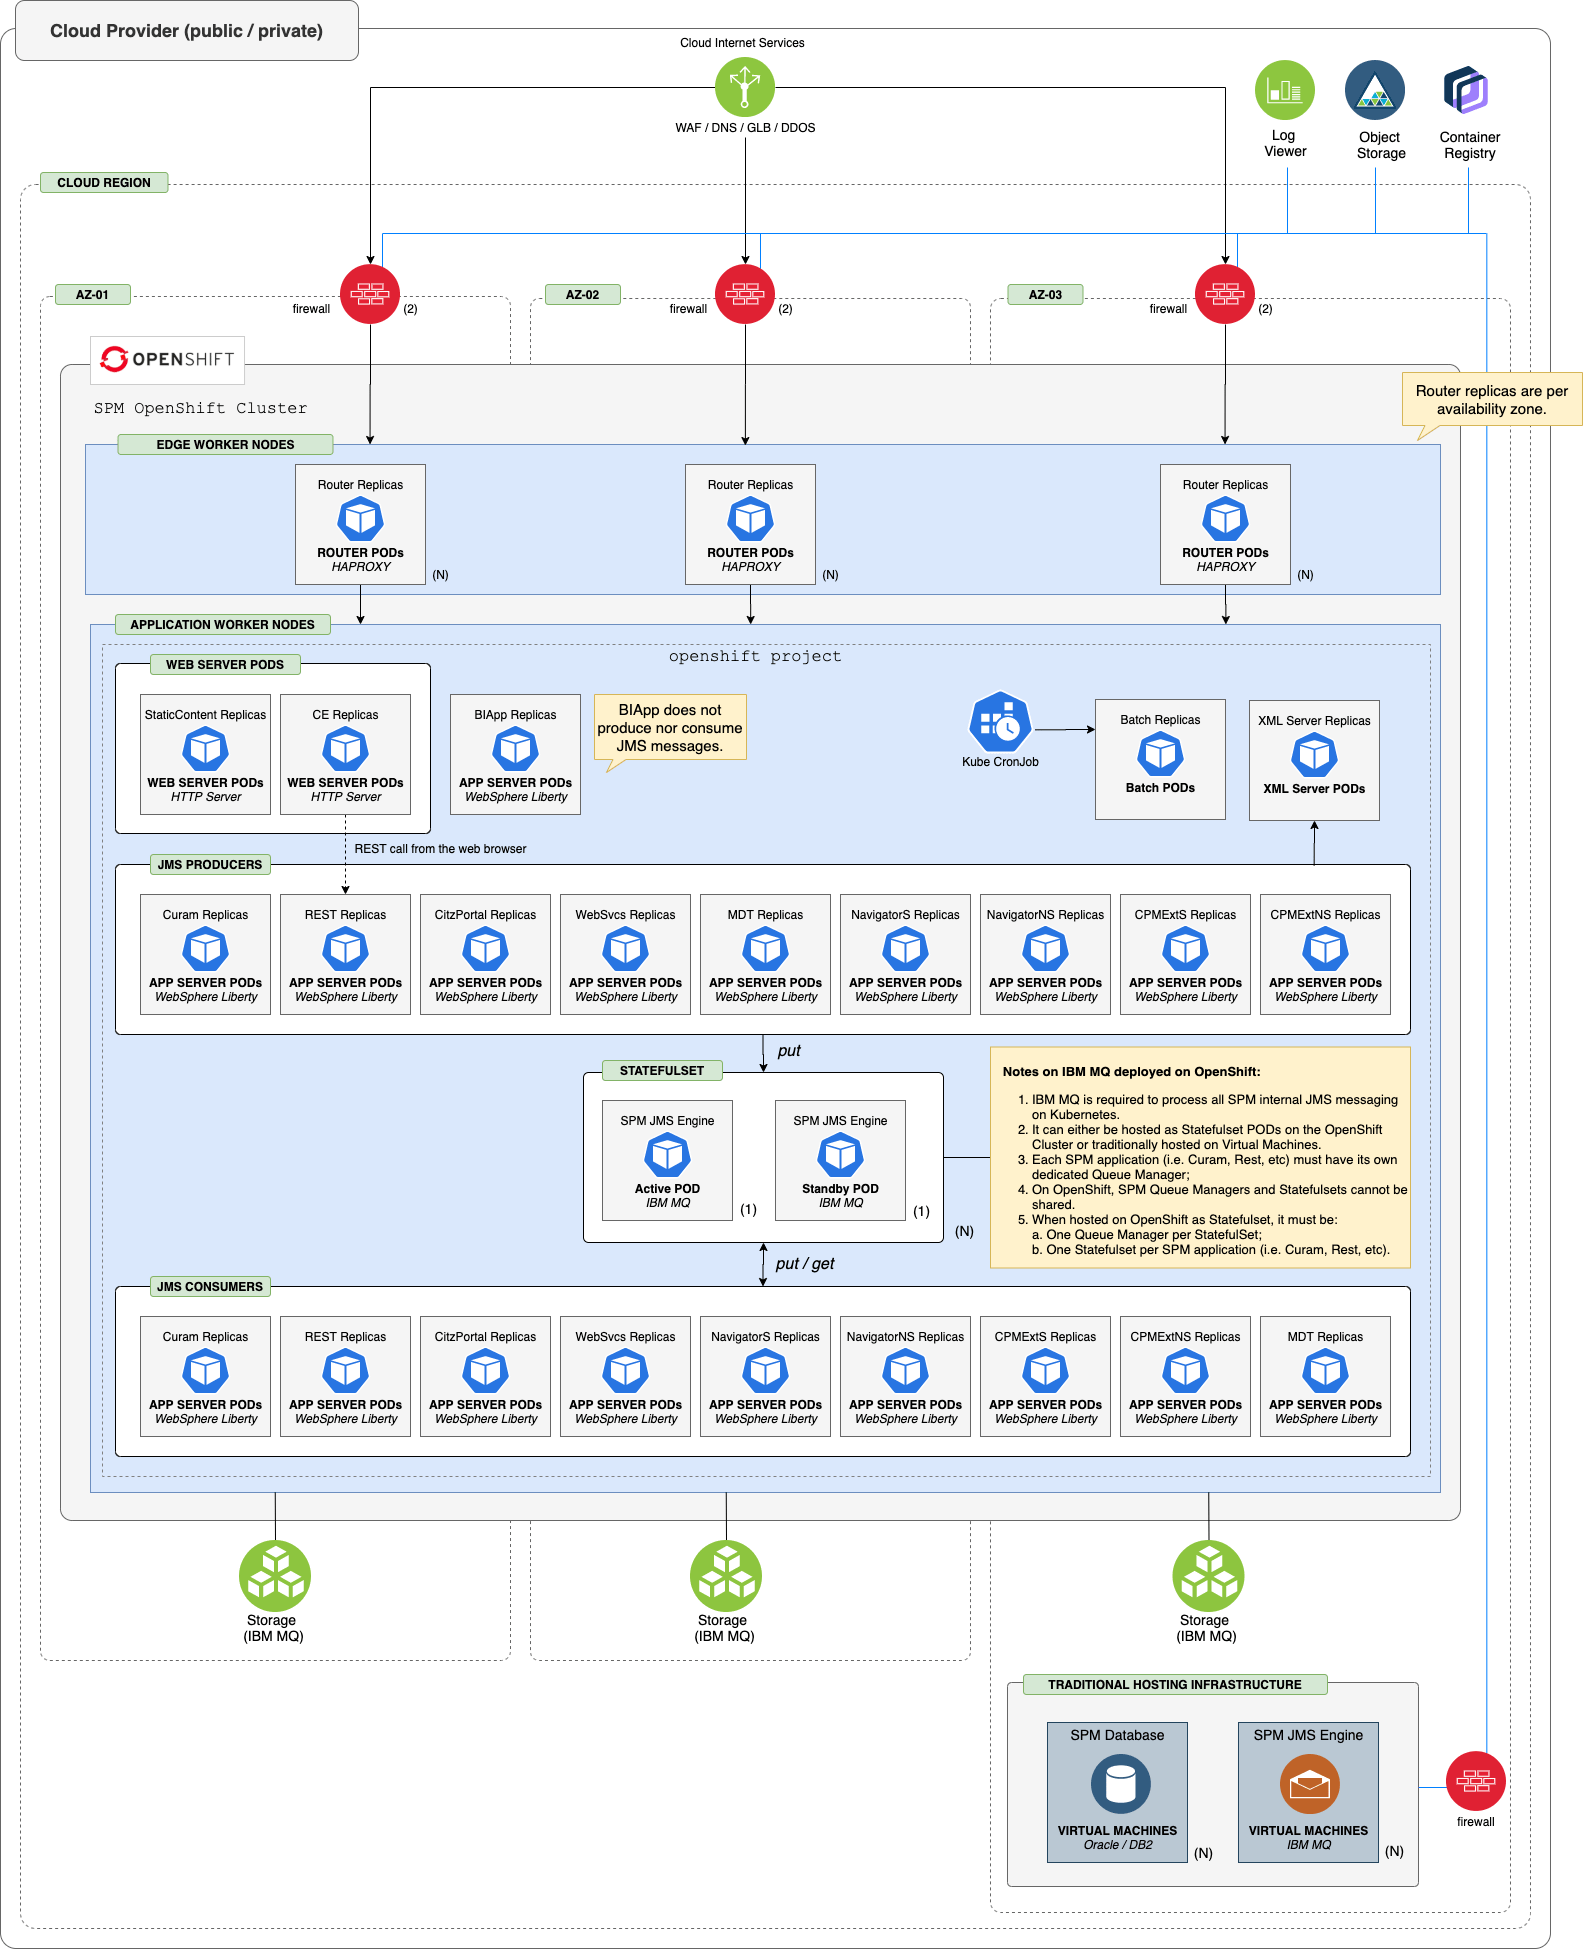 Cloud Provider (public / private)
Cloud Internet Services
WAF / DNS / GLB / DDOS
Log
Viewer
Object
Storage
Container
Registry
CLOUD REGION
AZ-01
firewall
(2)
AZ-02
firewall
(2)
AZ-03
firewall
(2)
OPENSHIFT
SPM OpenShift Cluster
Router replicas are per
availability zone.
EDGE WORKER NODES
Router Replicas
ROUTER PODs
HAPROXY
(N)
Router Replicas
ROUTER PODs
HAPROXY
(N)
Router Replicas
ROUTER PODs
HAPROXY
(N)
APPLICATION WORKER NODES
openshift project
WEB SERVER PODS
StaticContent Replicas
WEB SERVER PODs
HTTP Server
CE Replicas
WEB SERVER PODs
HTTP Server
BIApp Replicas
APP SERVER PODs
WebSphere Liberty
BIApp does not
produce nor consume
JMS messages.
Kube CronJob
Batch Replicas
Batch PODs
XML Server Replicas
XML Server PODs
REST call from the web browser
JMS PRODUCERS
Curam Replicas
APP SERVER PODs
WebSphere Liberty
REST Replicas
APP SERVER PODs
WebSphere Liberty
CitzPortal Replicas
APP SERVER PODs
WebSphere Liberty
WebSvcs Replicas
APP SERVER PODs
WebSphere Liberty
MDT Replicas
APP SERVER PODs
WebSphere Liberty
NavigatorS Replicas
APP SERVER PODs
WebSphere Liberty
NavigatorNS Replicas
APP SERVER PODs
WebSphere Liberty
CPMExtS Replicas
APP SERVER PODs
WebSphere Liberty
CPMExtNS Replicas
APP SERVER PODs
WebSphere Liberty
put
STATEFULSET
SPM JMS Engine
Active POD
IBM MQ
(1)
SPM JMS Engine
Standby POD
IBM MQ
(1)
(N)
Notes on IBM MQ deployed on OpenShift:
1. IBM MQ is required to process all SPM internal JMS messaging
on Kubernetes.
2. It can either be hosted as Statefulset PODs on the OpenShift
Cluster or traditionally hosted on Virtual Machines.
3. Each SPM application (i.e. Curam, Rest, etc) must have its own
dedicated Queue Manager;
4. On OpenShift, SPM Queue Managers and Statefulsets cannot be
shared.
5. When hosted on OpenShift as Statefulset, it must be:
a. One Queue Manager per StatefulSet;
b. One Statefulset per SPM application (i.e. Curam, Rest, etc).
put / get
JMS CONSUMERS
Curam Replicas
APP SERVER PODs
WebSphere Liberty
REST Replicas
APP SERVER PODs
WebSphere Liberty
CitzPortal Replicas
APP SERVER PODs
WebSphere Liberty
WebSvcs Replicas
APP SERVER PODs
WebSphere Liberty
NavigatorS Replicas
APP SERVER PODs
WebSphere Liberty
NavigatorNS Replicas
APP SERVER PODs
WebSphere Liberty
CPMExtS Replicas
APP SERVER PODs
WebSphere Liberty
CPMExtNS Replicas
APP SERVER PODs
WebSphere Liberty
MDT Replicas
APP SERVER PODs
WebSphere Liberty
Storage
(IBM MQ)
Storage
(IBM MQ)
Storage
(IBM MQ)
TRADITIONAL HOSTING INFRASTRUCTURE
SPM Database
VIRTUAL MACHINES
Oracle / DB2
(N)
SPM JMS Engine
VIRTUAL MACHINES
IBM MQ
(N)
firewall